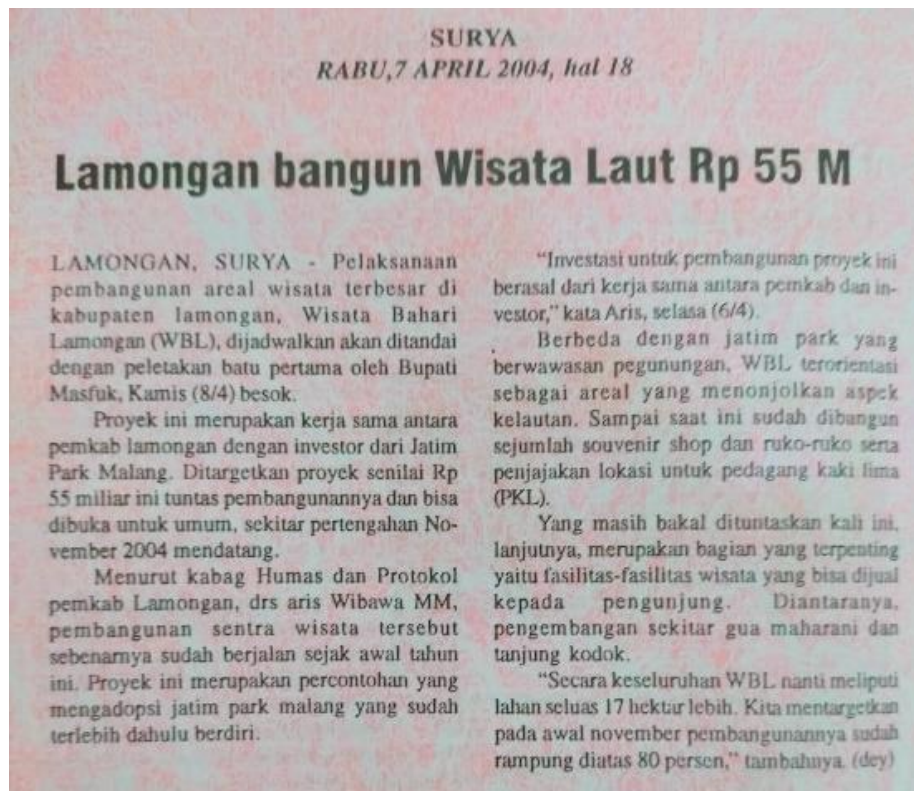 SURYA
RABU,7 APRIL 2004, hal 18
Lamongan bangun Wisata Laut Rp 55 M
LAMONGAN, SURYA - Pelaksanaan
pembangunan areal wisata terbesar di
kabupaten lamongan, Wisata Bahari
Lamongan (WBL), dijadwalkan akan ditandai
dengan peletakan batu pertama oleh Bupati
Masfuk, Kamis (8/4) besok.
Proyek ini merupakan kerja sama antara
pemkab lamongan dengan investor dari Jatim
Park Malang. Ditargetkan proyek senilai Rp
55 miliar ini tuntas pembangunannya dan bisa
dibuka untuk umum, sekitar pertengahan No-
vember 2004 mendatang.
Menurut kabag Humas dan Protokol
pemkab Lamongan, drs aris Wibawa MM,
pembangunan sentra wisata tersebut
sebenarnya sudah berjalan sejak awal tahun
ini. Proyek ini merupakan percontohan yang
mengadopsi jatim park malang yang sudah
terlebih dahulu berdiri.
"Investasi untuk pembangunan proyek ini
berasal dari kerja sama antara pemkab dan in-
vestor," kata Aris, selasa (6/4).
Berbeda dengan jatim park yang
berwawasan pegunungan, WBL terorientasi
sebagai areal yang menonjolkan aspek
kelautan. Sampai saat ini sudah dibangun
sejumlah souvenir shop dan ruko-ruko serta
penjajakan lokasi untuk pedagang kaki lima
(PKL).
Yang masih bakal dituntaskan kali ini,
lanjutnya, merupakan bagian yang terpenting
yaitu fasilitas-fasilitas wisata yang bisa dijual
kepada pengunjung. Diantaranya,
pengembangan sekitar gua maharani dan
tanjung kodok.
"Secara keseluruhan WBL nanti meliputi
lahan seluas 17 hektar lebih. Kita mentargetkan
pada awal november pembangunannya sudah
rampung diatas 80 persen," tambahnya. (dey)